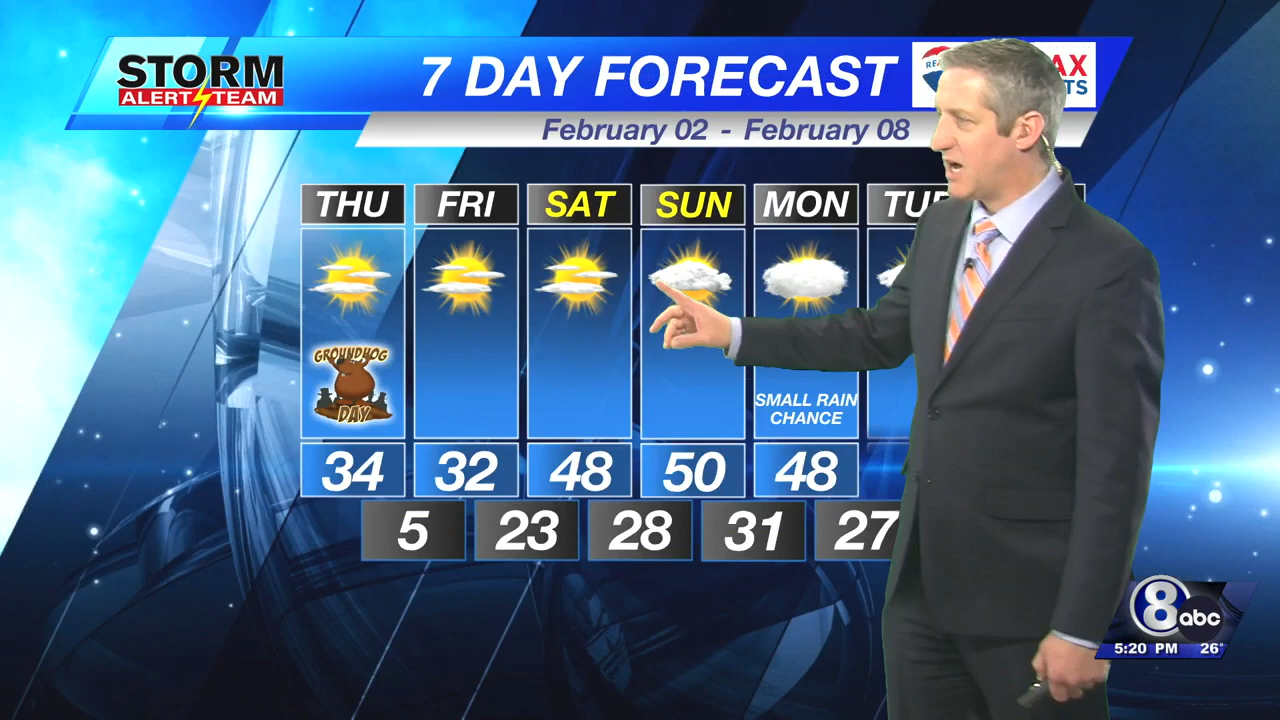 STORM
ALERT TEAM
7 DAY FORECAST
February 02 - February 08
THU FRI SAT SUN MON
GROUNDHOG
DAY
SMALL RAIN
CHANCE
34 32 48 50 48
5 23 28 31 27
8 abc
5:20 PM 26°